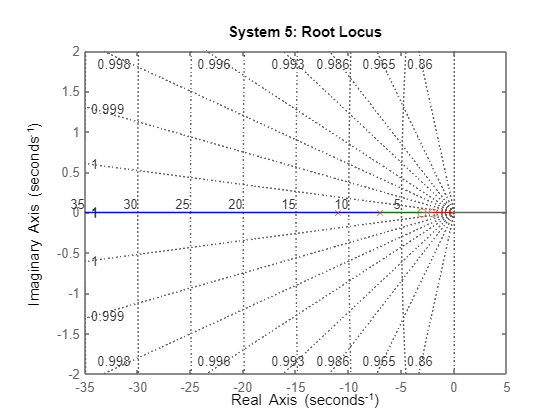 System 5: Root Locus
2
0.998 0.996 0.993 0.986 0.965 0.86
1.5
0.999
1
0.5
1
35 30 25 20 15 10 5
0
1
-0.5
1
-1
0.999
-1.5
0.998 0.996 0.993 0.986 0.965 0.86
-2
-35 -30 -25 -20 -15 -10 -5 0 5
Real Axis (seconds-1)
Imaginary Axis (seconds-1)